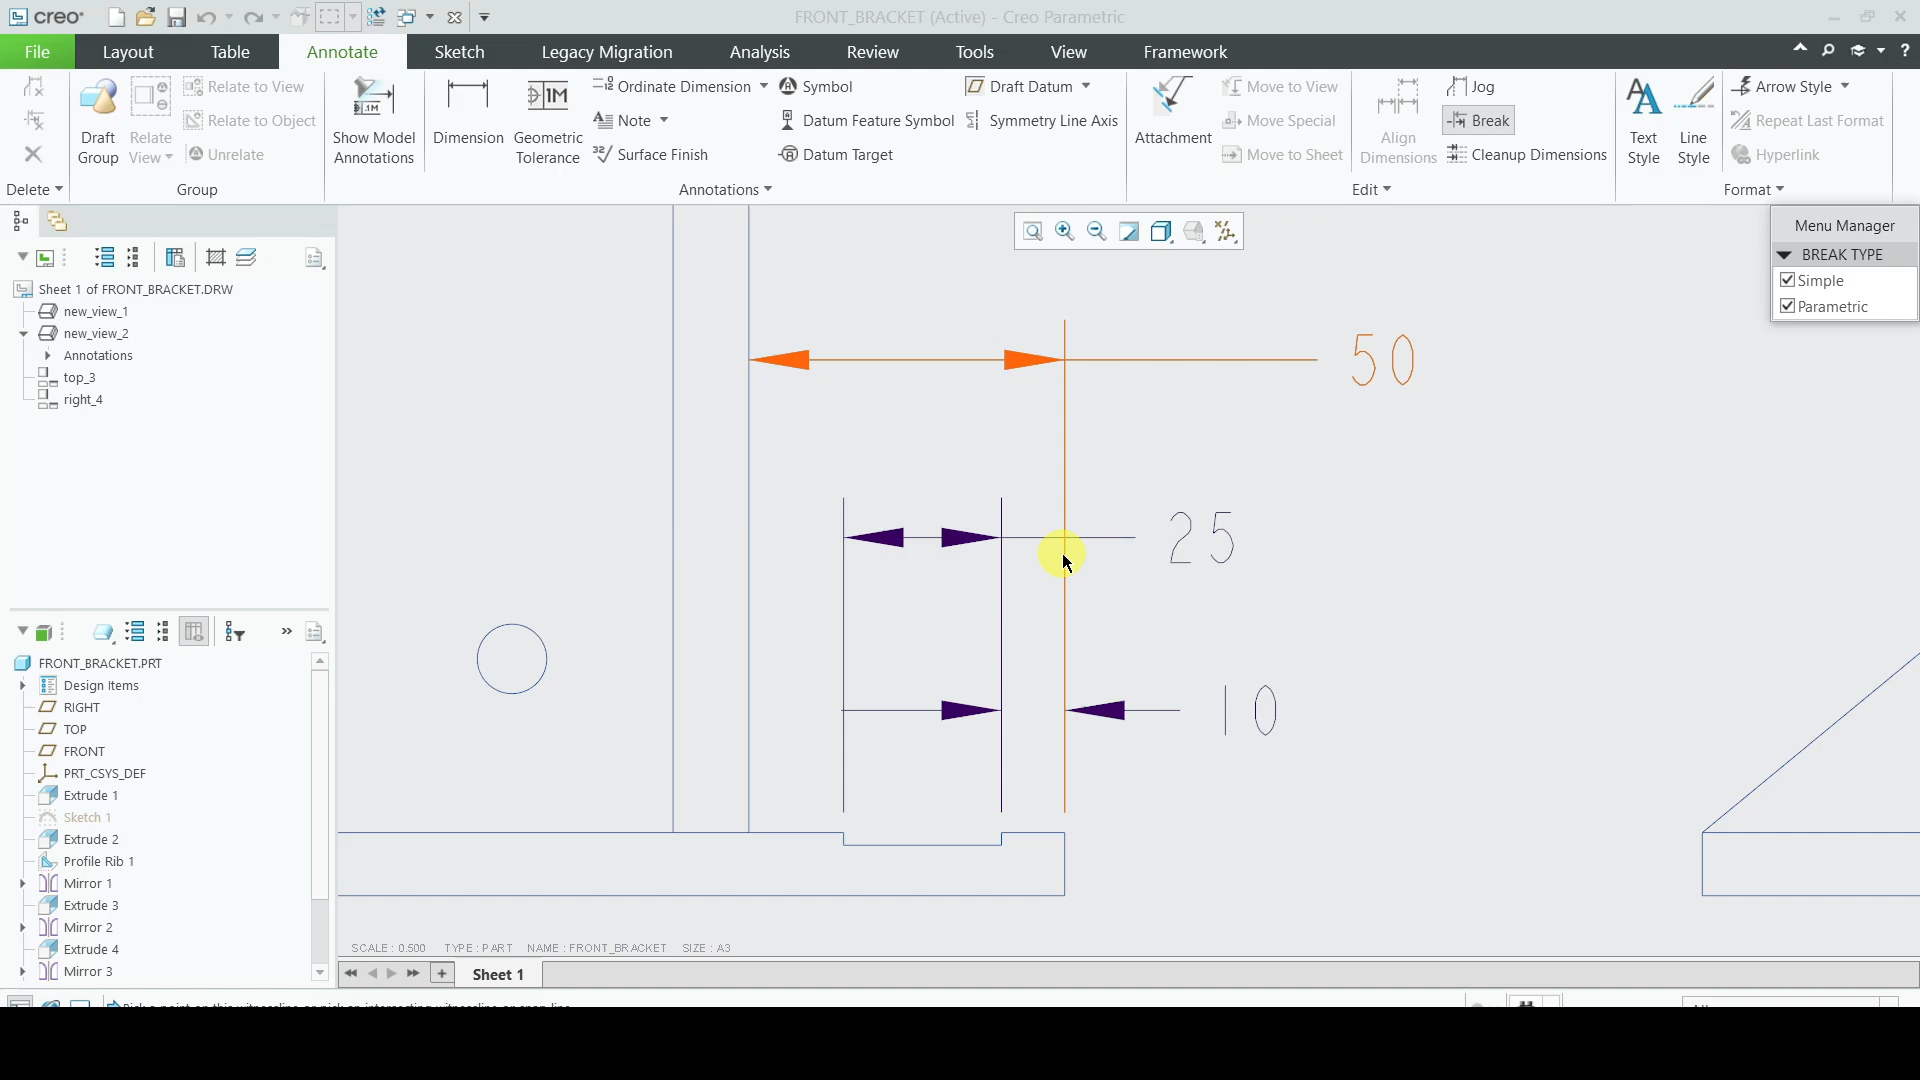 creo
FRONT_BRACKET (Active) - Creo Parametric
File Layout Table Annotate Sketch Legacy Migration Analysis Review Tools View Framework
Draft Group
Relate View
Relate to View
Relate to Object
Unrelate
Show Model Annotations
Dimension
Geometric Tolerance
Ordinate Dimension
Note
Surface Finish
Symbol
Datum Feature Symbol
Datum Target
Draft Datum
Symmetry Line Axis
Attachment
Move to View
Move Special
Move to Sheet
Align Dimensions
Jog
Break
Cleanup Dimensions
Text Style
Line Style
Arrow Style
Repeat Last Format
Hyperlink
Delete Group Annotations Edit Format
Menu Manager
BREAK TYPE
Simple
Parametric
Sheet 1 of FRONT_BRACKET.DRW
new_view_1
new_view_2
Annotations
top_3
right_4
50
25
10
FRONT_BRACKET.PRT
Design Items
RIGHT
TOP
FRONT
PRT_CSYS_DEF
Extrude 1
Sketch 1
Extrude 2
Profile Rib 1
Mirror 1
Extrude 3
Mirror 2
Extrude 4
Mirror 3
SCALE : 0.500 TYPE : PART NAME : FRONT_BRACKET SIZE : A3
Sheet 1